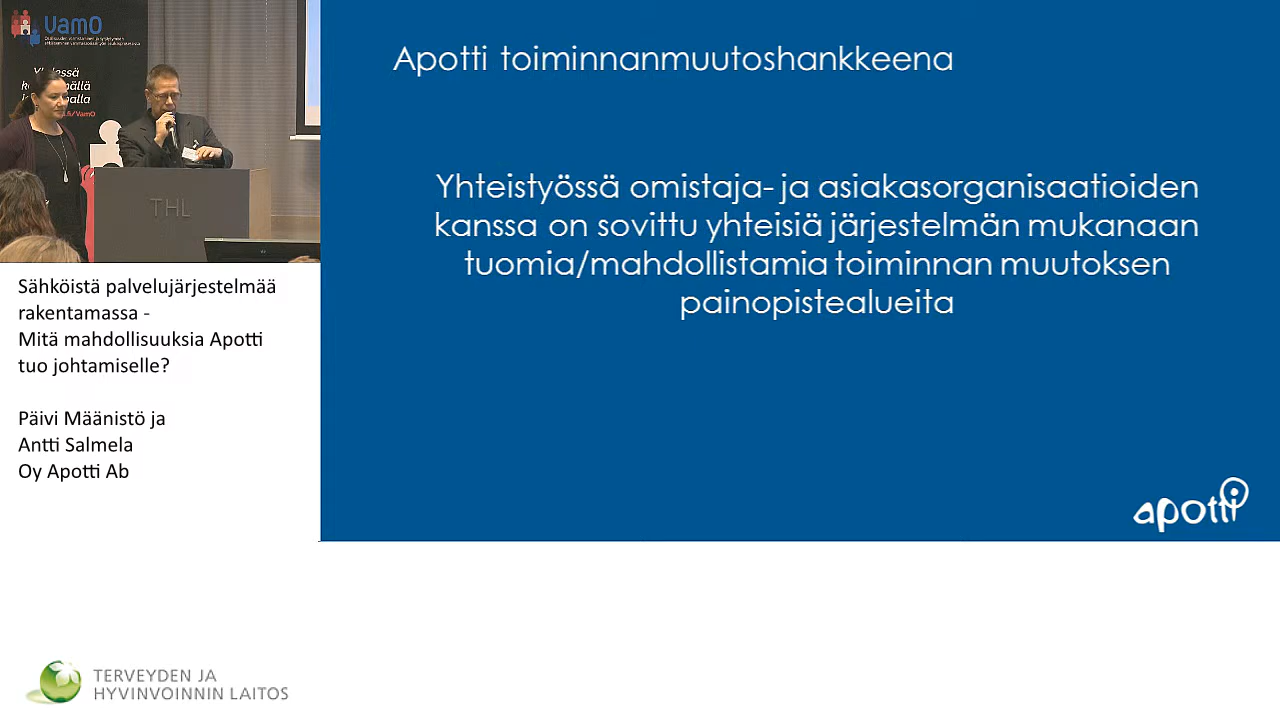 VamO
THL
Sähköistä palvelujärjestelmää
rakentamassa -
Mitä mahdollisuuksia Apotti
tuo johtamiselle?
Päivi Määnistö ja
Antti Salmela
Oy Apotti Ab
Apotti toiminnanmuutoshankkeena
Yhteistyössä omistaja- ja asiakasorganisaatioiden
kanssa on sovittu yhteisiä järjestelmän mukanaan
tuomia/mahdollistamia toiminnan muutoksen
painopistealueita
apotti
TERVEYDEN JA
HYVINVOINNIN LAITOS